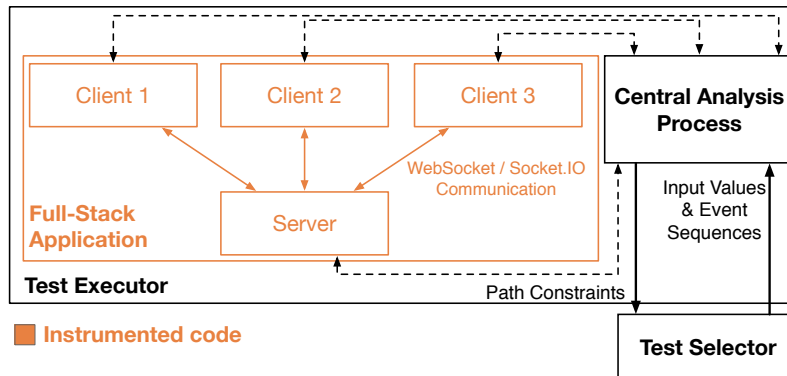 Client 1
Client 2
Client 3
Central Analysis
Process
WebSocket / Socket.IO
Communication
Full-Stack
Application
Server
Input Values
& Event
Sequences
Test Executor
Path Constraints
Instrumented code
Test Selector